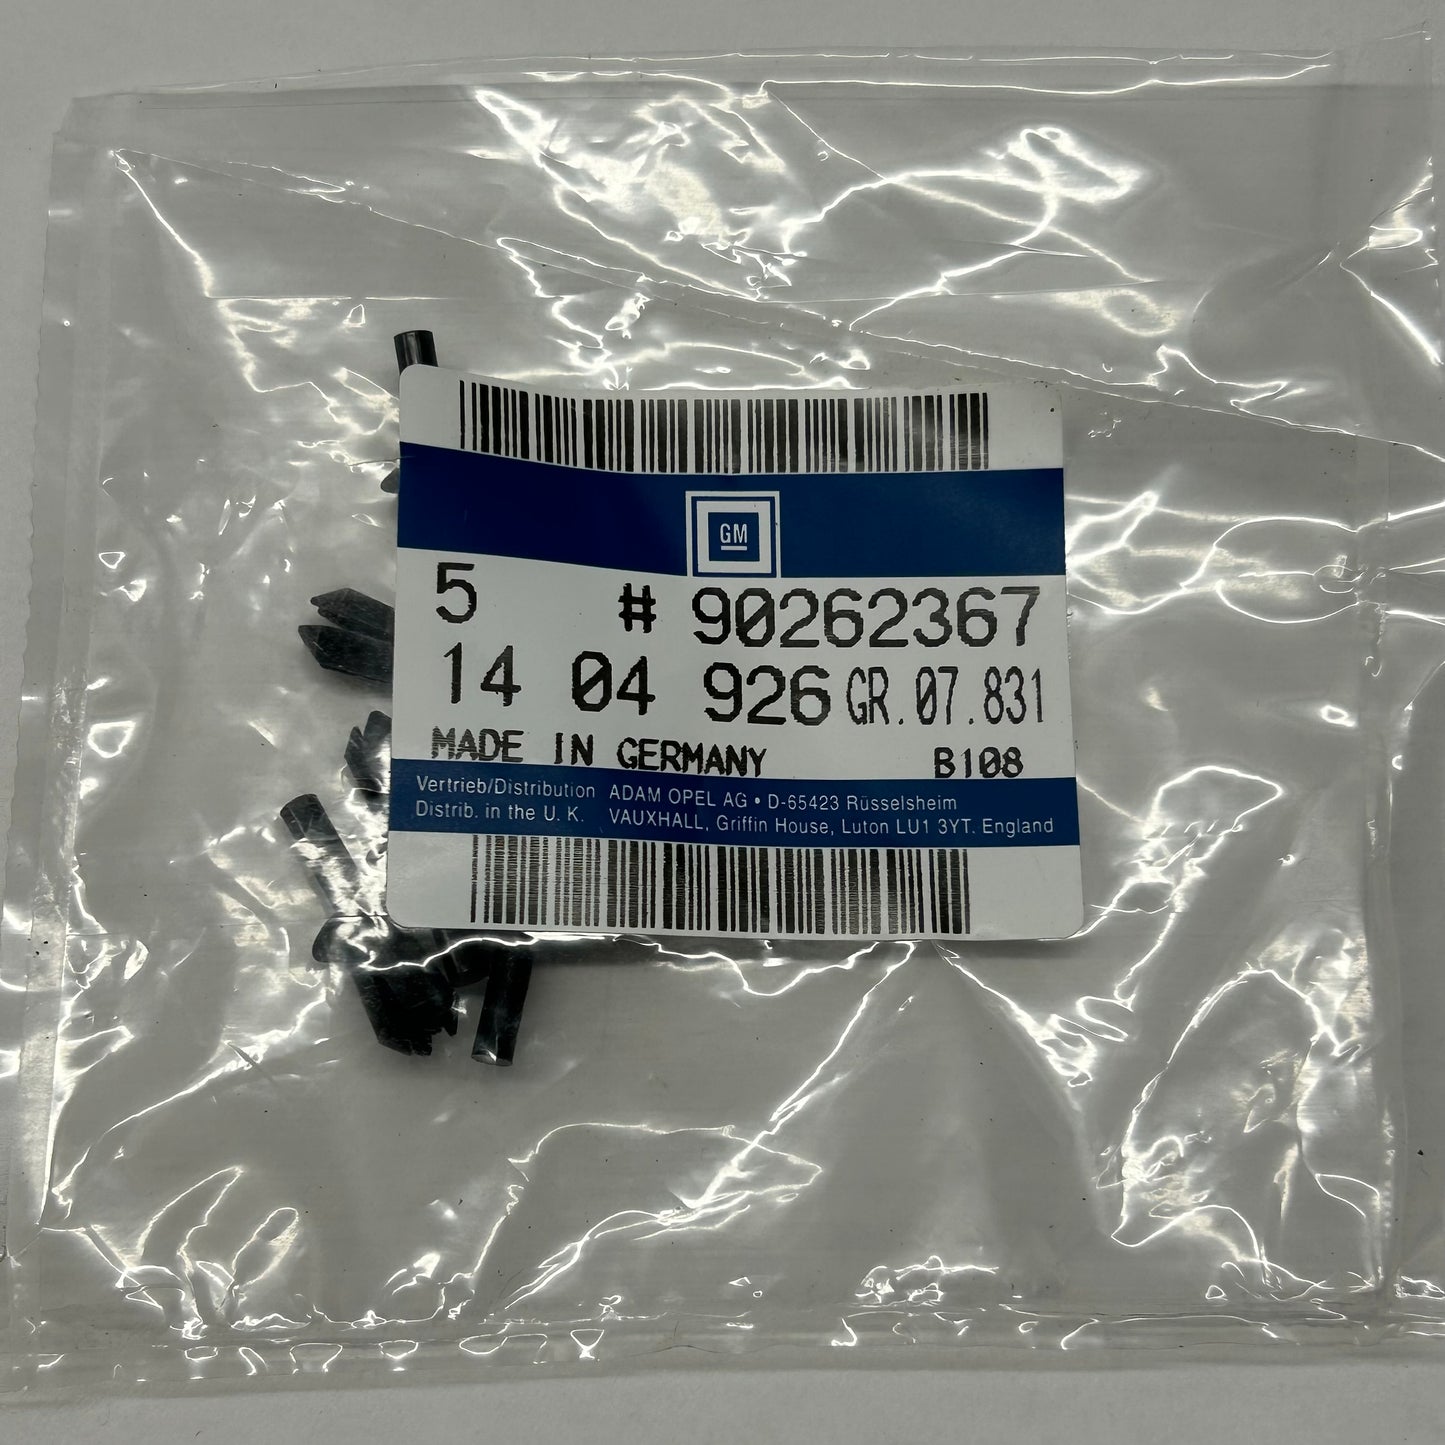 GM
5 # 90262367
14 04 926 GR.07.831
MADE IN GERMANY B108
Vertrieb/Distribution ADAM OPEL AG • D-65423 Rüsselsheim
Distrib. in the U. K. VAUXHALL, Griffin House, Luton LU1 3YT. England